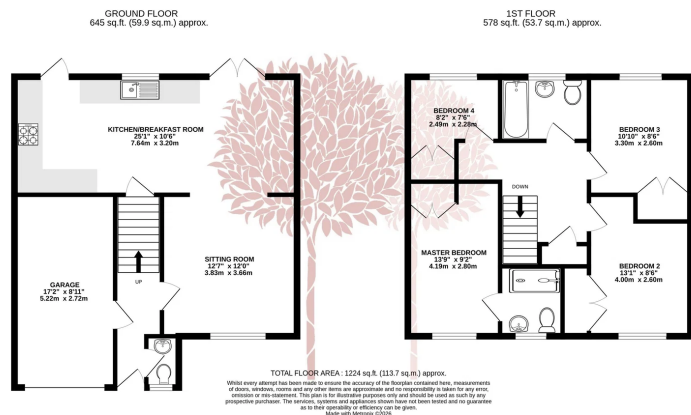 GROUND FLOOR
645 sq.ft. (59.9 sq.m.) approx.
1ST FLOOR
578 sq.ft. (53.7 sq.m.) approx.
KITCHEN/BREAKFAST ROOM
25'1" x 10'6"
7.64m x 3.20m
SITTING ROOM
12'7" x 12'0"
3.83m x 3.66m
GARAGE
17'2" x 8'11"
5.22m x 2.72m
UP
BEDROOM 4
8'2" x 7'6"
2.49m x 2.28m
BEDROOM 3
10'10" x 8'6"
3.30m x 2.60m
DOWN
MASTER BEDROOM
13'9" x 9'2"
4.19m x 2.80m
BEDROOM 2
13'1" x 8'6"
4.00m x 2.60m
TOTAL FLOOR AREA : 1224 sq.ft. (113.7 sq.m.) approx.
Whilst every attempt has been made to ensure the accuracy of the floorplan contained here, measurements
of doors, windows, rooms and any other items are approximate and no responsibility is taken for any error,
omission or mis-statement. This plan is for illustrative purposes only and should be used as such by any
prospective purchaser. The services, systems and appliances shown have not been tested and no guarantee
as to their operability or efficiency can be given.
Made with Metropix ©2026